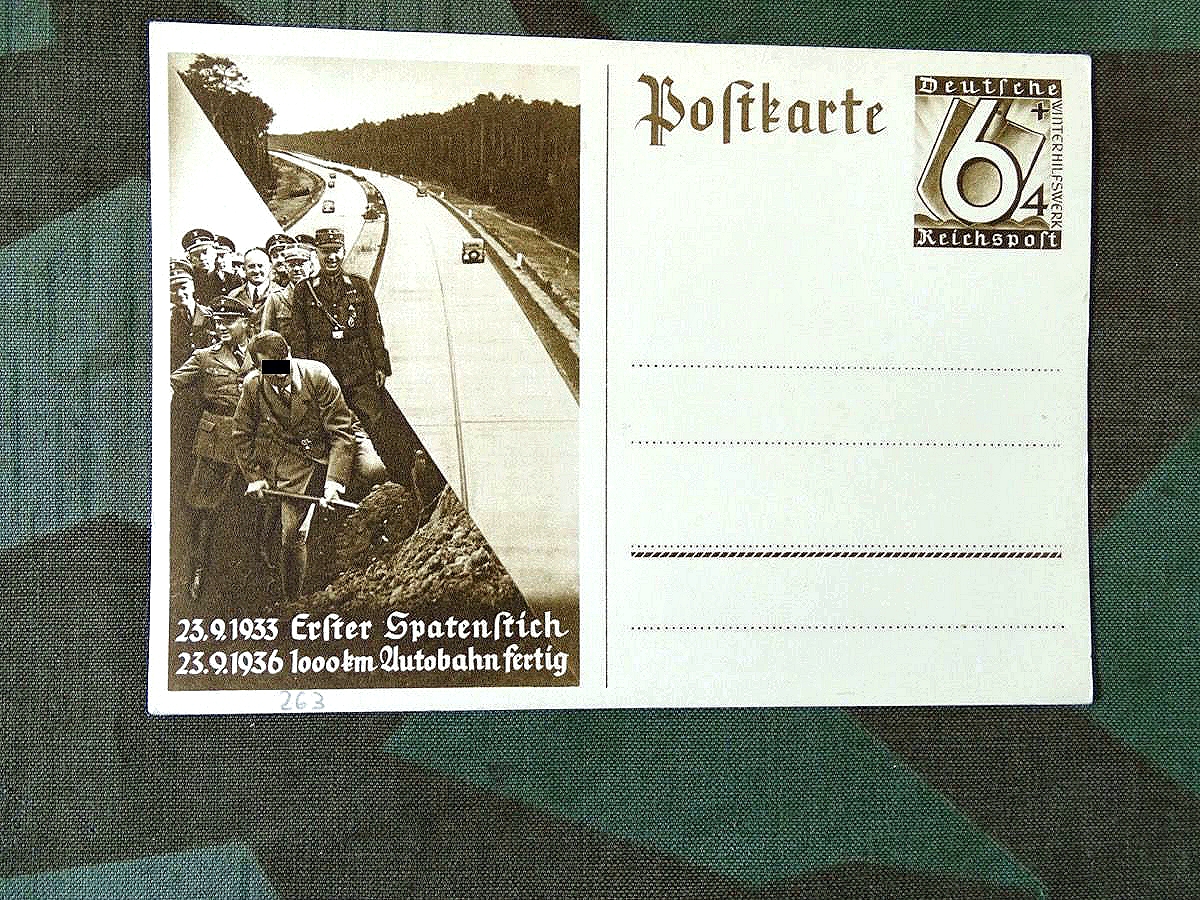 Postkarte
Deutsche
6
+
4
WINTERHILFSWERK
Reichspost
23.9.1933 Erster Spatenstich
23.9.1936 1000 km Autobahn fertig
263